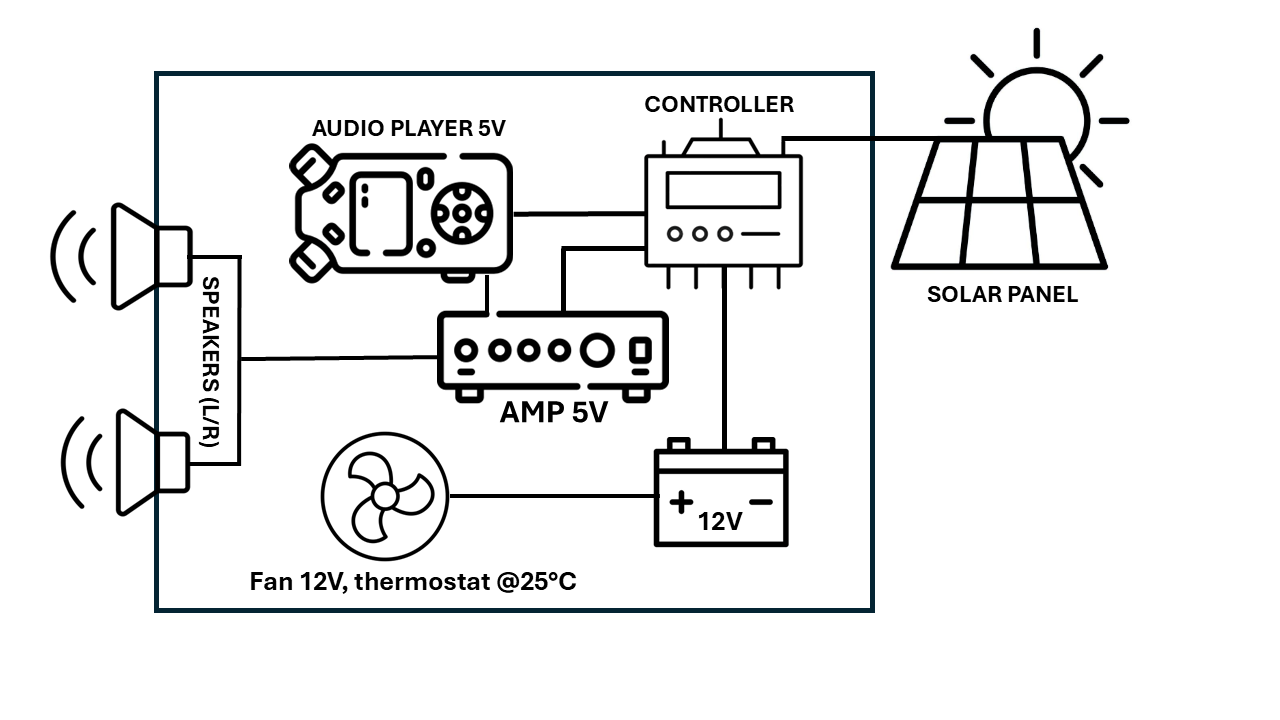 CONTROLLER
AUDIO PLAYER 5V
SOLAR PANEL
SPEAKERS (L/R)
AMP 5V
+ 12V −
Fan 12V, thermostat @25°C